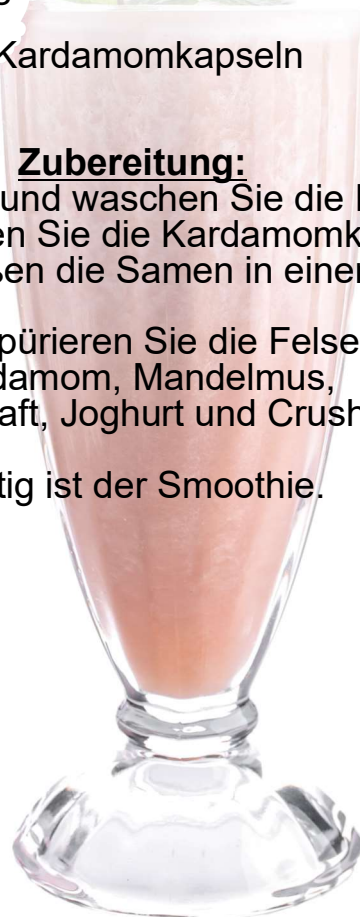 Kardamomkapseln
Zubereitung:
und waschen Sie die
en Sie die Kardamomk
ßen die Samen in einer
pürieren Sie die Felse
damom, Mandelmus,
aft, Joghurt und Crush
tig ist der Smoothie.